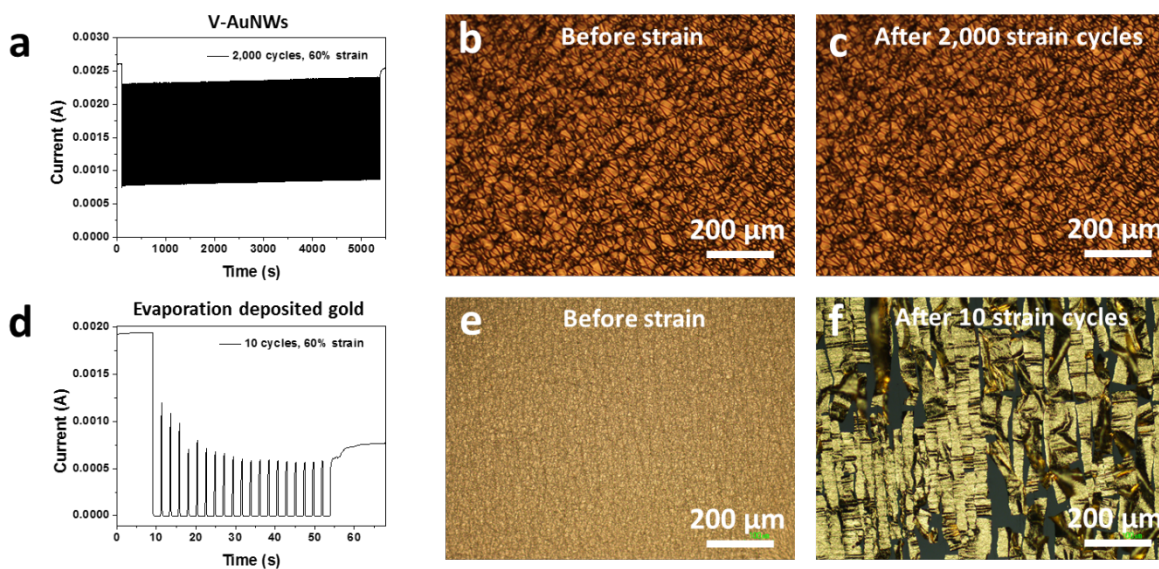 V-AuNWs
a
0.0030
0.0025
0.0020
0.0015
0.0010
0.0005
0.0000
Current (A)
2,000 cycles, 60% strain
0 1000 2000 3000 4000 5000
Time (s)
b
Before strain
200 µm
c
After 2,000 strain cycles
200 µm
Evaporation deposited gold
d
0.0020
0.0015
0.0010
0.0005
0.0000
Current (A)
10 cycles, 60% strain
0 10 20 30 40 50 60
Time (s)
e
Before strain
200 µm
f
After 10 strain cycles
200 µm